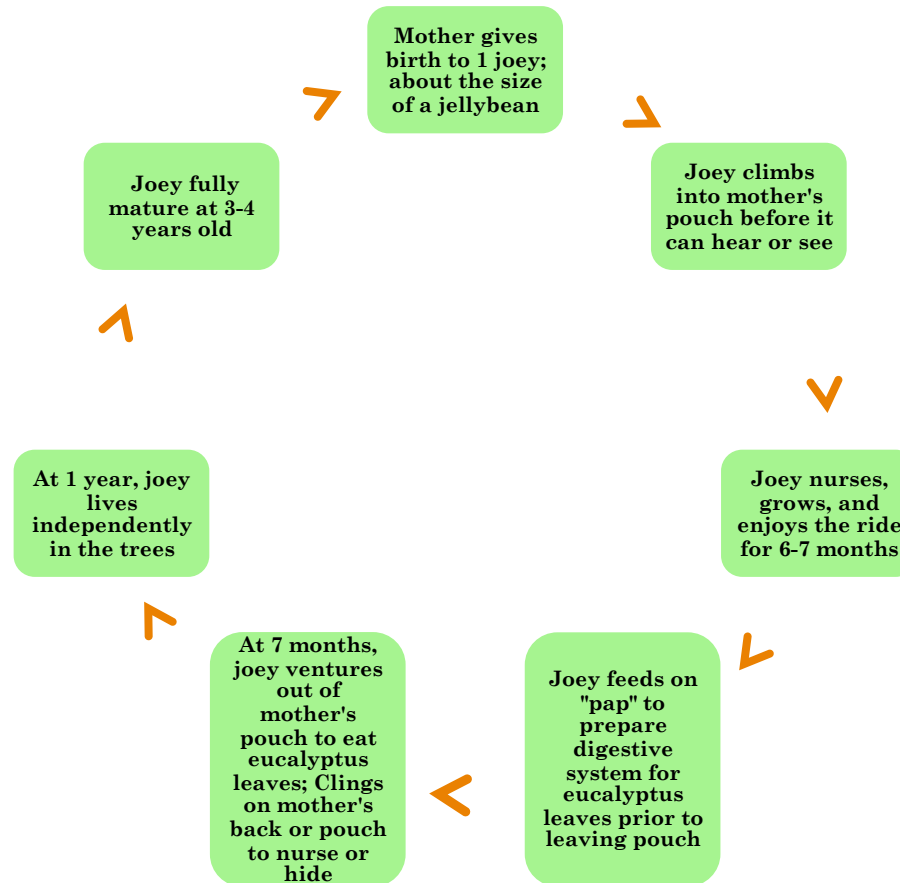 Mother gives
birth to 1 joey;
about the size
of a jellybean
Joey climbs
into mother's
pouch before it
can hear or see
Joey nurses,
grows, and
enjoys the ride
for 6-7 months
Joey feeds on
"pap" to
prepare
digestive
system for
eucalyptus
leaves prior to
leaving pouch
At 7 months,
joey ventures
out of
mother's
pouch to eat
eucalyptus
leaves; Clings
on mother's
back or pouch
to nurse or
hide
At 1 year, joey
lives
independently
in the trees
Joey fully
mature at 3-4
years old